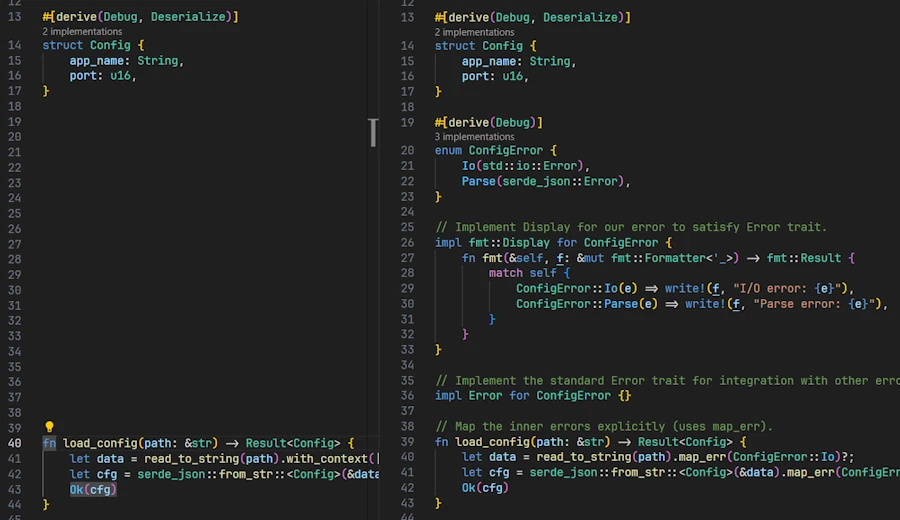 12
13 #[derive(Debug, Deserialize)]
2 implementations
14 struct Config {
15 app_name: String,
16 port: u16,
17 }
18
19
20
21
22
23
24
25
26
27
28
29
30
31
32
33
34
35
36
37
38
39
40 fn load_config(path: &str) -> Result<Config> {
41 let data = read_to_string(path).with_context(|
42 let cfg = serde_json::from_str::<Config>(&data
43 Ok(cfg)
44 }
45
12
13 #[derive(Debug, Deserialize)]
2 implementations
14 struct Config {
15 app_name: String,
16 port: u16,
17 }
18
19 #[derive(Debug)]
3 implementations
20 enum ConfigError {
21 Io(std::io::Error),
22 Parse(serde_json::Error),
23 }
24
25 // Implement Display for our error to satisfy Error trait.
26 impl fmt::Display for ConfigError {
27 fn fmt(&self, f: &mut fmt::Formatter<'_>) -> fmt::Result {
28 match self {
29 ConfigError::Io(e) => write!(f, "I/O error: {e}"),
30 ConfigError::Parse(e) => write!(f, "Parse error: {e}"),
31 }
32 }
33 }
34
35 // Implement the standard Error trait for integration with other erro
36 impl Error for ConfigError {}
37
38 // Map the inner errors explicitly (uses map_err).
39 fn load_config(path: &str) -> Result<Config> {
40 let data = read_to_string(path).map_err(ConfigError::Io)?;
41 let cfg = serde_json::from_str::<Config>(&data).map_err(ConfigErr
42 Ok(cfg)
43 }
44